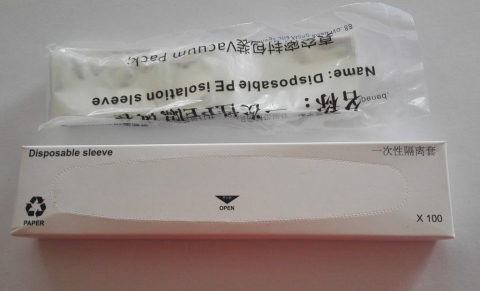 真空密封包装Vacuum Pack;
Name: Disposable PE isolation sleeve
名称:
Disposable sleeve
一次性隔离套
OPEN
PAPER
X 100